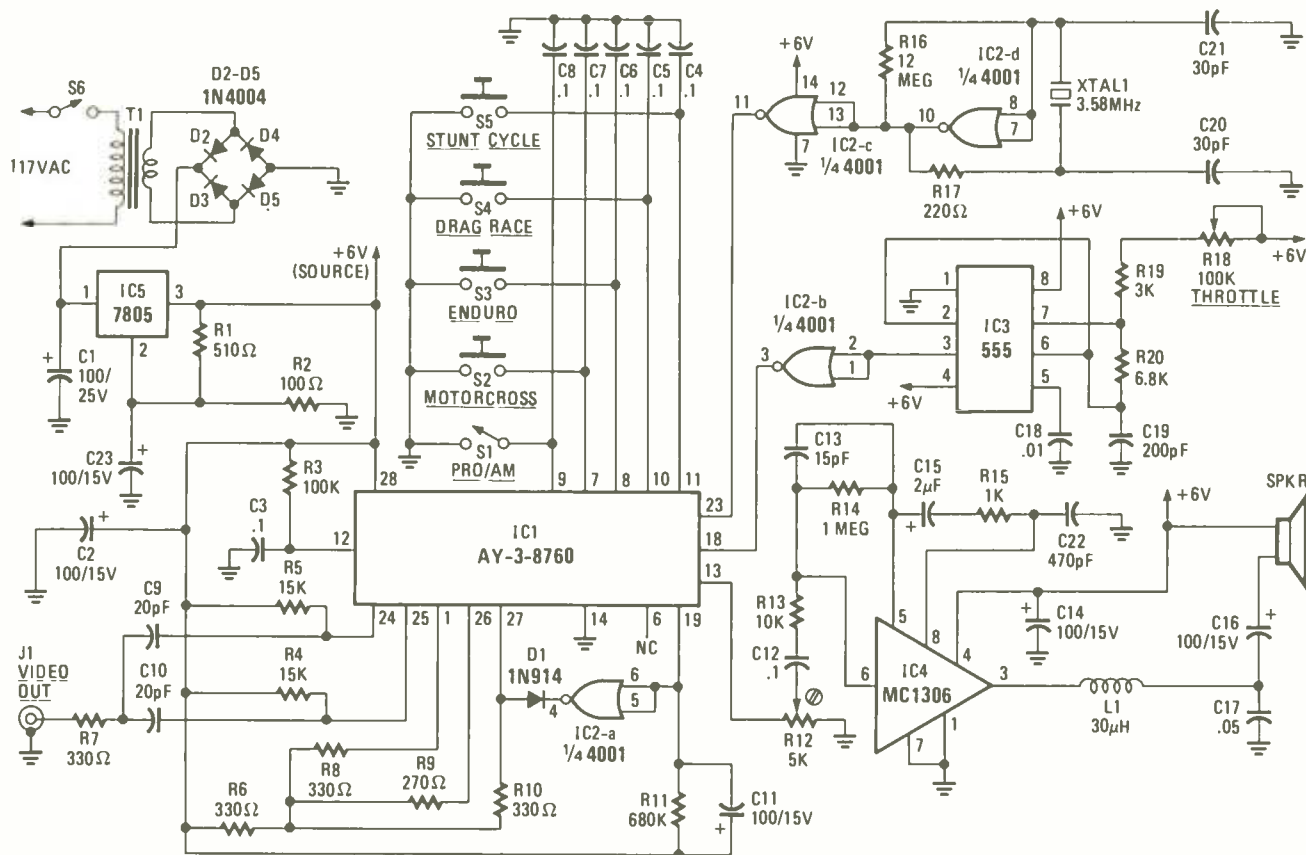 S6
117VAC
T1
D2-D5
1N4004
D2
D4
D3
D5
+6V
(SOURCE)
1
IC5
7805
3
2
R1
510Ω
R2
100Ω
+
C1
100/
25V
+
C23
100/15V
+
C2
100/15V
C8
.1
C7
.1
C6
.1
C5
.1
C4
.1
S5
STUNT CYCLE
S4
DRAG RACE
S3
ENDURO
S2
MOTORCROSS
S1
PRO/AM
R3
100K
C3
.1
28
9
7
8
10
11
12
IC1
AY-3-8760
23
18
13
24
25
1
26
27
14
6
19
NC
R5
15K
C9
20pF
R4
15K
C10
20pF
J1
VIDEO
OUT
R7
330Ω
D1
1N914
4
6
5
IC2-a
¼ 4001
R8
330Ω
R9
270Ω
R10
330Ω
R6
330Ω
R11
680K
C11
100/15V
+
+6V
14
11
12
13
7
IC2-c
¼ 4001
R16
12
MEG
IC2-d
¼ 4001
10
8
7
R17
220Ω
XTAL1
3.58MHz
C21
30pF
C20
30pF
+6V
R18
100K
THROTTLE
+6V
R19
3K
R20
6.8K
1
2
3
4
IC3
555
8
7
6
5
+6V
C18
.01
C19
200pF
IC2-b
¼ 4001
3
2
1
C13
15pF
R14
1 MEG
C15
2μF
+
R15
1K
C22
470pF
R13
10K
C12
.1
R12
5K
5
8
4
6
IC4
MC1306
3
7
1
+6V
+
C14
100/15V
L1
30μH
+
C16
100/15V
C17
.05
SPKR